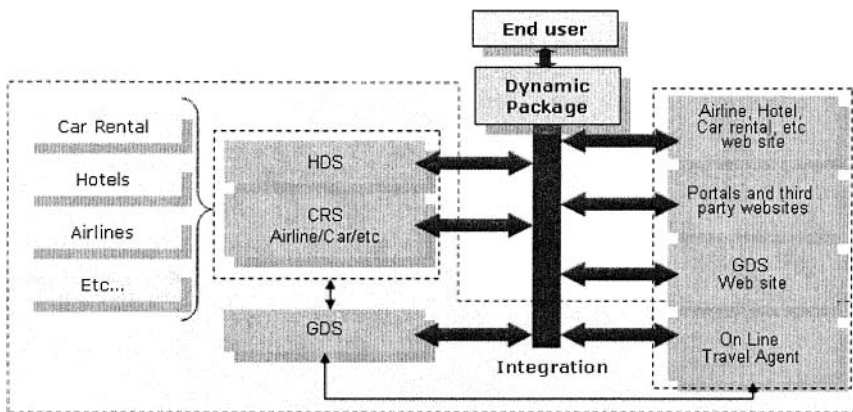 End user
Dynamic
Package
Car Rental
Hotels
Airlines
Etc...
HDS
CRS
Airline/Car/etc
GDS
Integration
Airline, Hotel,
Car rental, etc
web site
Portals and third
party websites
GDS
Web site
On Line
Travel Agent